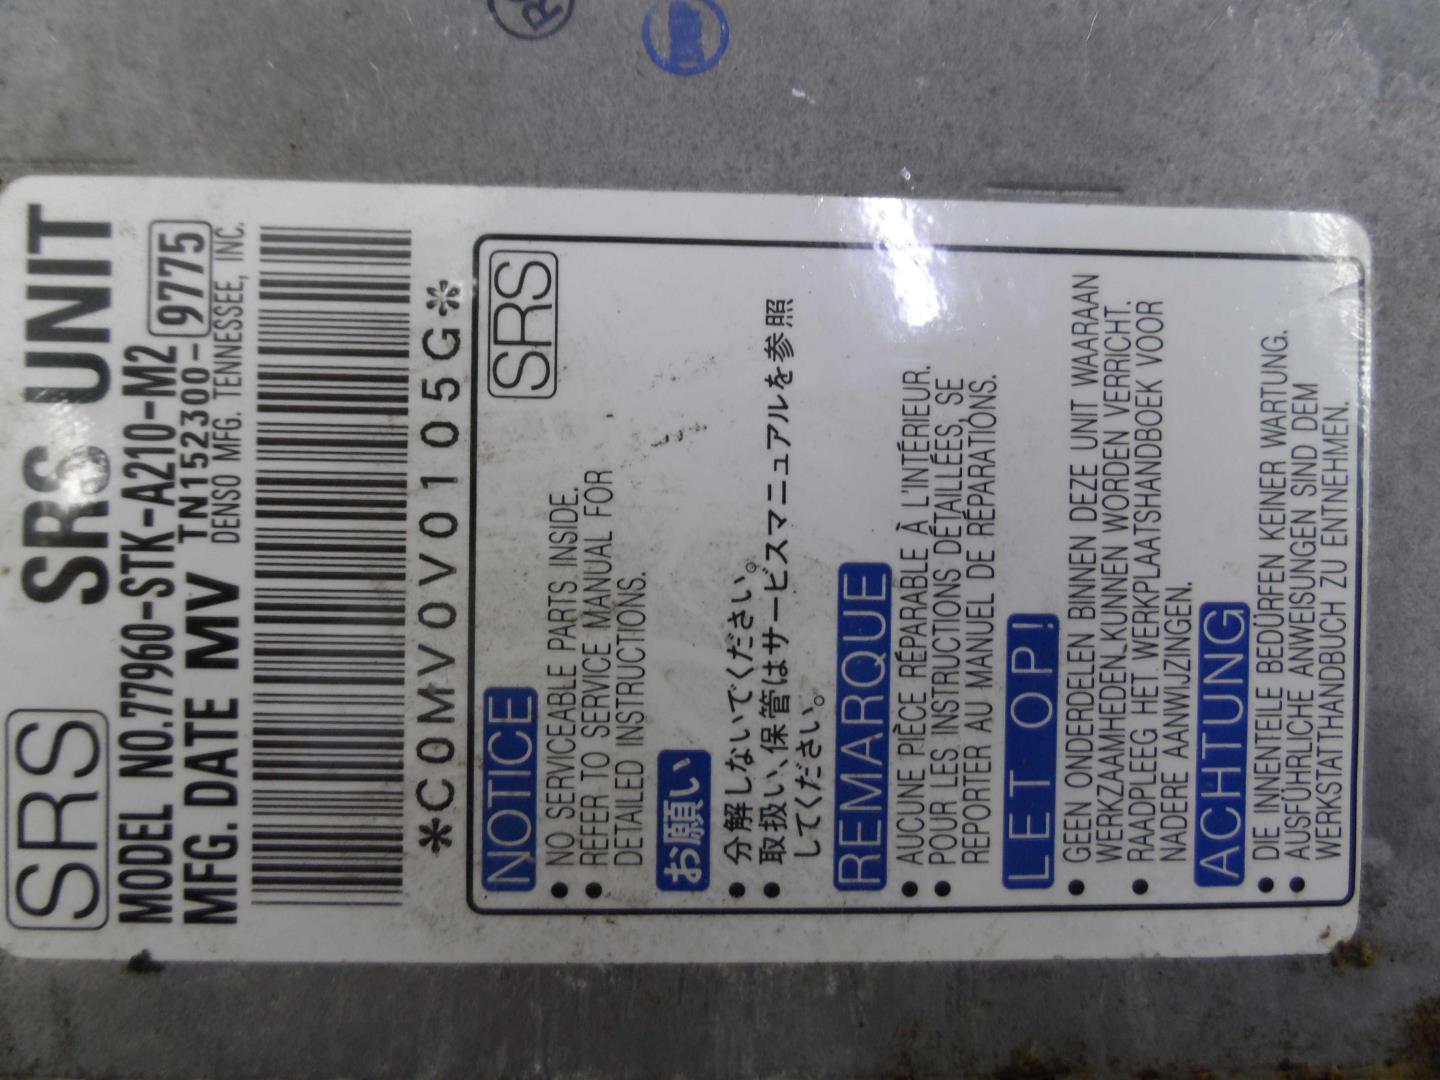 SRS SRS UNIT
MODEL NO.77960-STK-A210-M2
MFG. DATE MV TN152300-9775
DENSO MFG. TENNESSEE, INC.
*C0MV0V0105G*
NOTICE SRS
● NO SERVICEABLE PARTS INSIDE.
● REFER TO SERVICE MANUAL FOR
DETAILED INSTRUCTIONS.
お願い
● 分解しないでください。
● 取扱い、保管はサービスマニュアルを参照
してください。
REMARQUE
● AUCUNE PIÈCE RÉPARABLE À L'INTÉRIEUR.
● POUR LES INSTRUCTIONS DÉTAILLÉES, SE
REPORTER AU MANUEL DE RÉPARATIONS.
LET OP!
● GEEN ONDERDELEN BINNEN DEZE UNIT WAARAAN
WERKZAAMHEDEN KUNNEN WORDEN VERRICHT.
● RAADPLEEG HET WERKPLAATSHANDBOEK VOOR
NADERE AANWIJZINGEN.
ACHTUNG
● DIE INNENTEILE BEDÜRFEN KEINER WARTUNG.
● AUSFÜHRLICHE ANWEISUNGEN SIND DEM
WERKSTATTHANDBUCH ZU ENTNEHMEN.